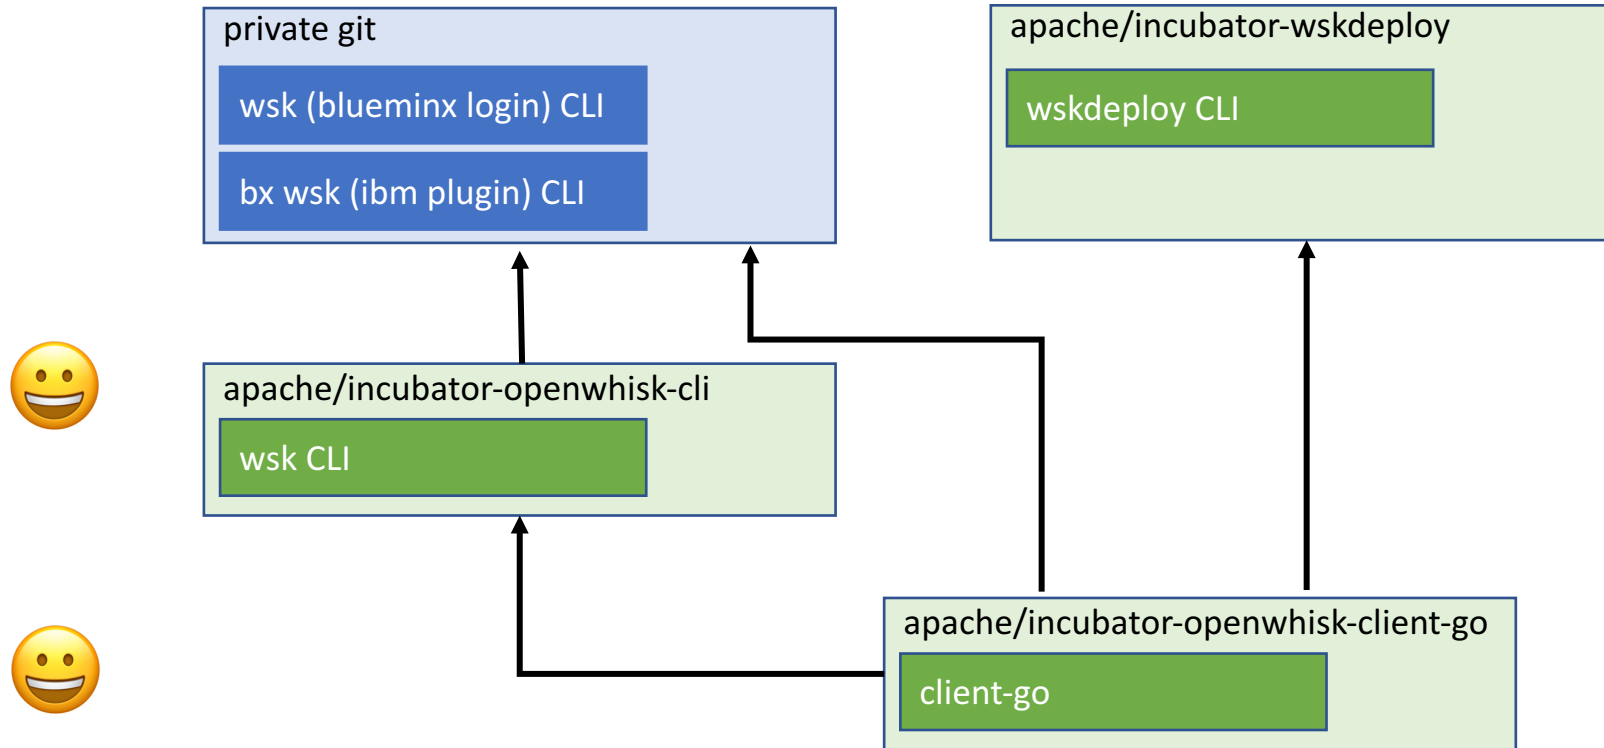 private git
wsk (blueminx login) CLI
bx wsk (ibm plugin) CLI
apache/incubator-wskdeploy
wskdeploy CLI
apache/incubator-openwhisk-cli
wsk CLI
apache/incubator-openwhisk-client-go
client-go